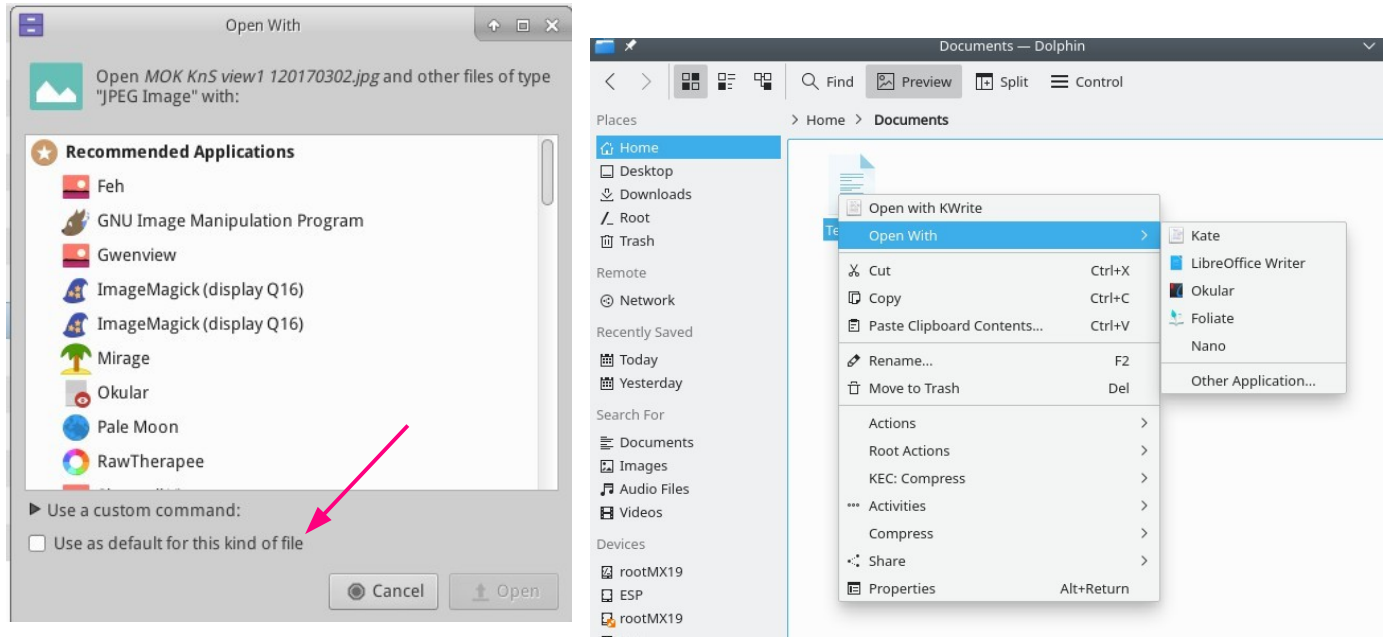 Open With
Open MOK KnS view1 120170302.jpg and other files of type
"JPEG Image" with:
Recommended Applications
Feh
GNU Image Manipulation Program
Gwenview
ImageMagick (display Q16)
ImageMagick (display Q16)
Mirage
Okular
Pale Moon
RawTherapee
Use a custom command:
Use as default for this kind of file
Cancel
Open
Documents — Dolphin
Find
Preview
Split
Control
Places
Home
Desktop
Downloads
Root
Trash
Remote
Network
Recently Saved
Today
Yesterday
Search For
Documents
Images
Audio Files
Videos
Devices
rootMX19
ESP
rootMX19
> Home > Documents
Te
Open with KWrite
Open With
Cut Ctrl+X
Copy Ctrl+C
Paste Clipboard Contents... Ctrl+V
Rename... F2
Move to Trash Del
Actions
Root Actions
KEC: Compress
Activities
Compress
Share
Properties Alt+Return
Kate
LibreOffice Writer
Okular
Foliate
Nano
Other Application...